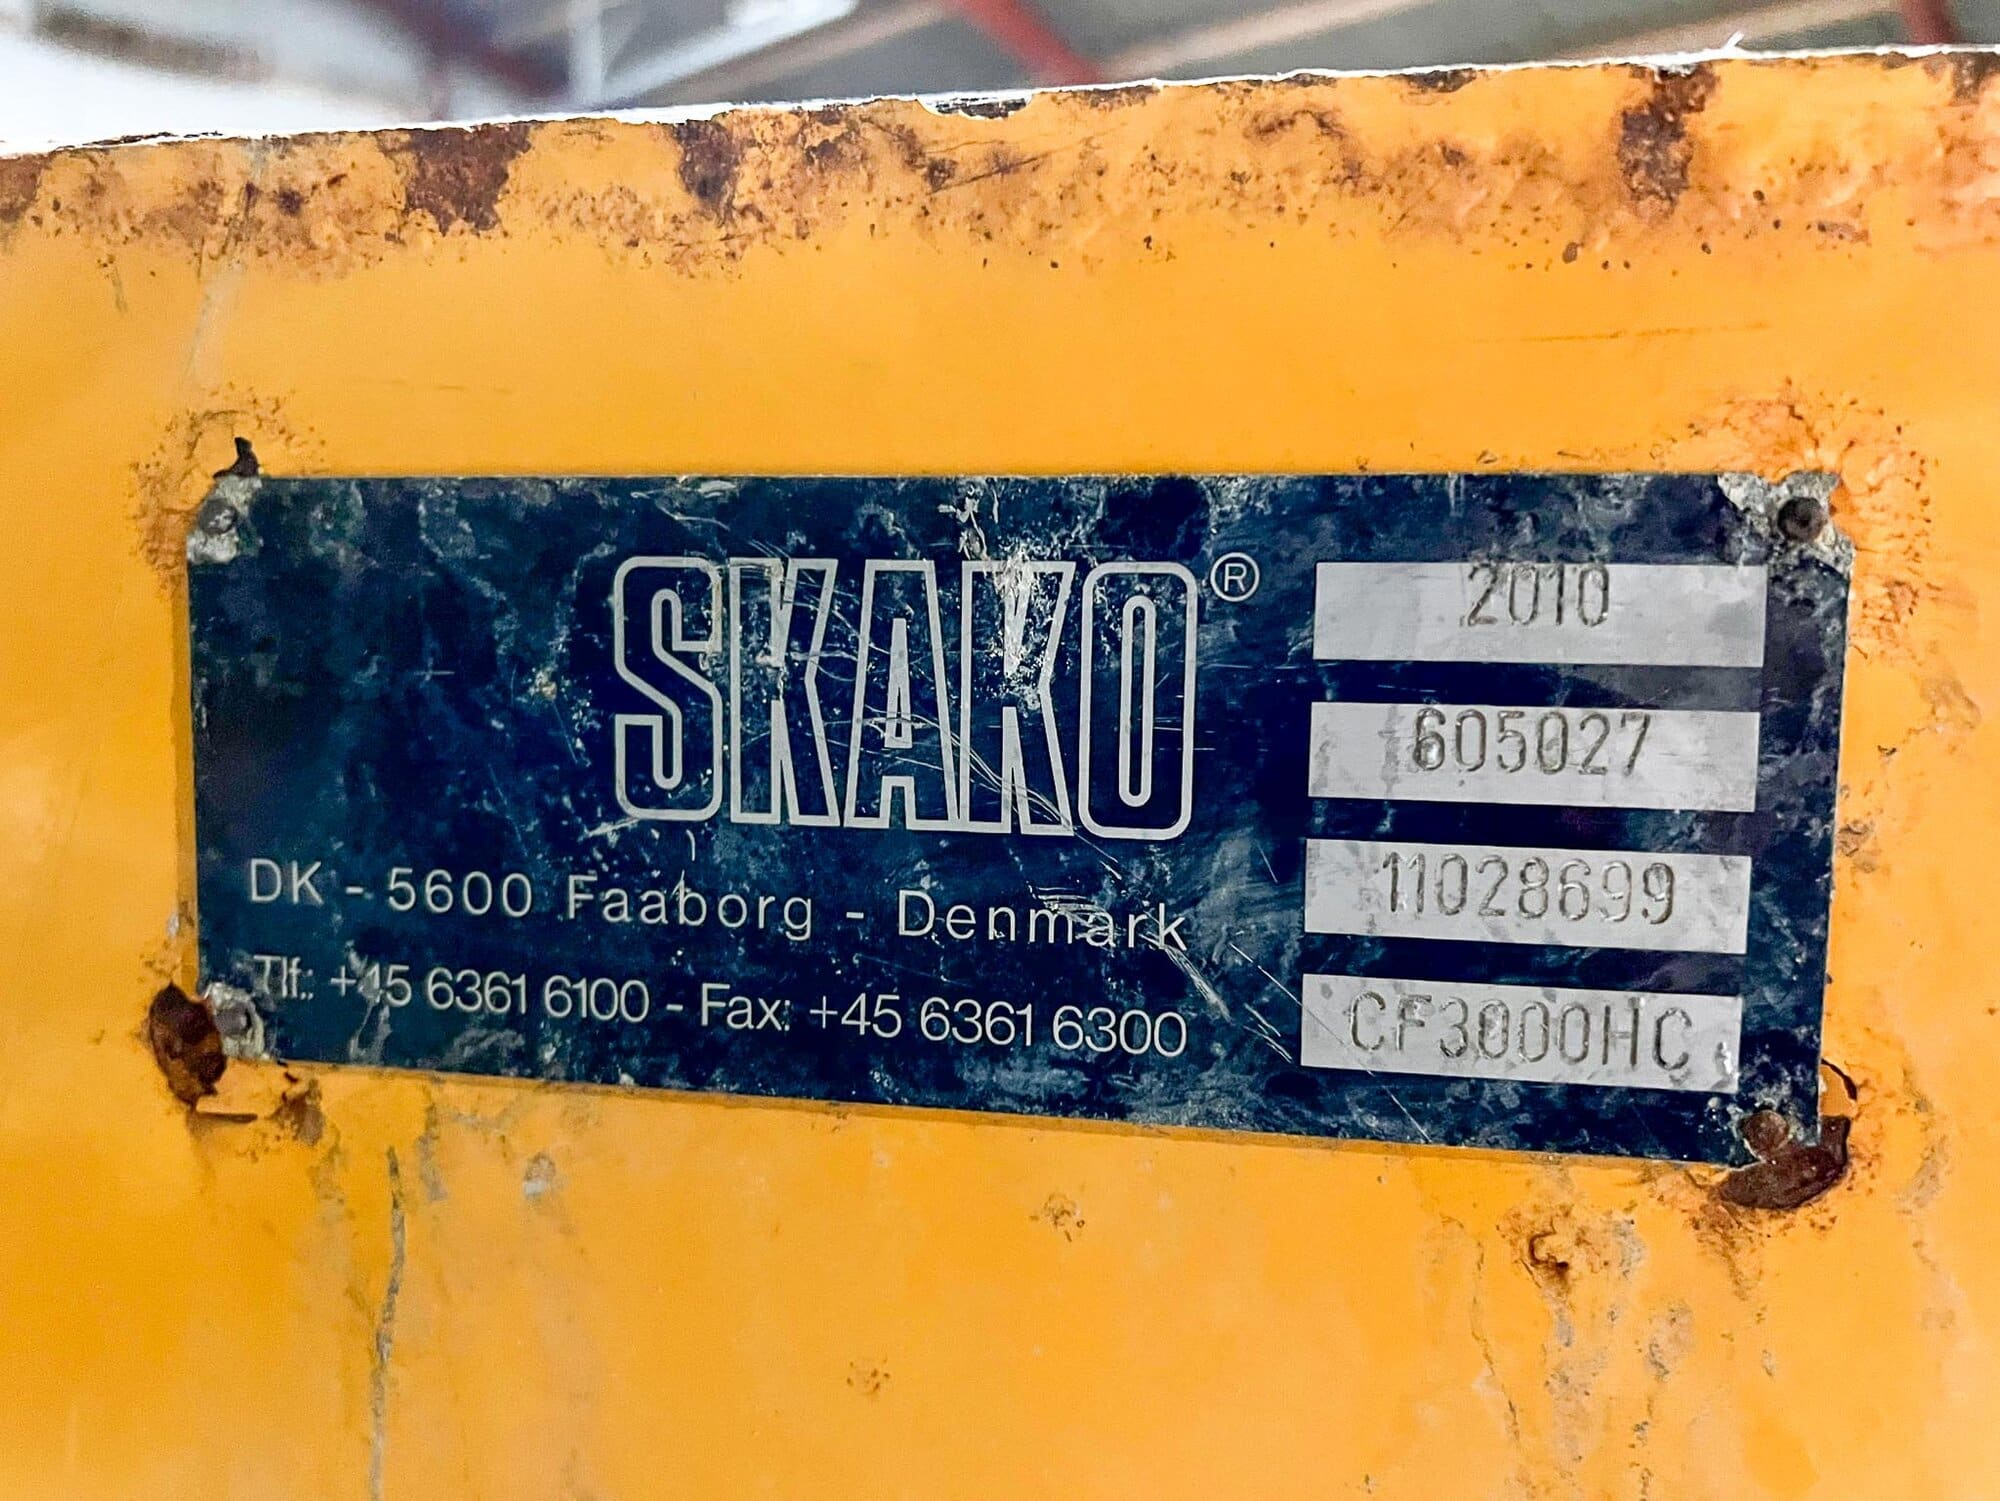 SKAKO®
DK - 5600 Faaborg - Denmark
Tlf.: +45 6361 6100 - Fax: +45 6361 6300
2010
605027
11028699
CF3000HC